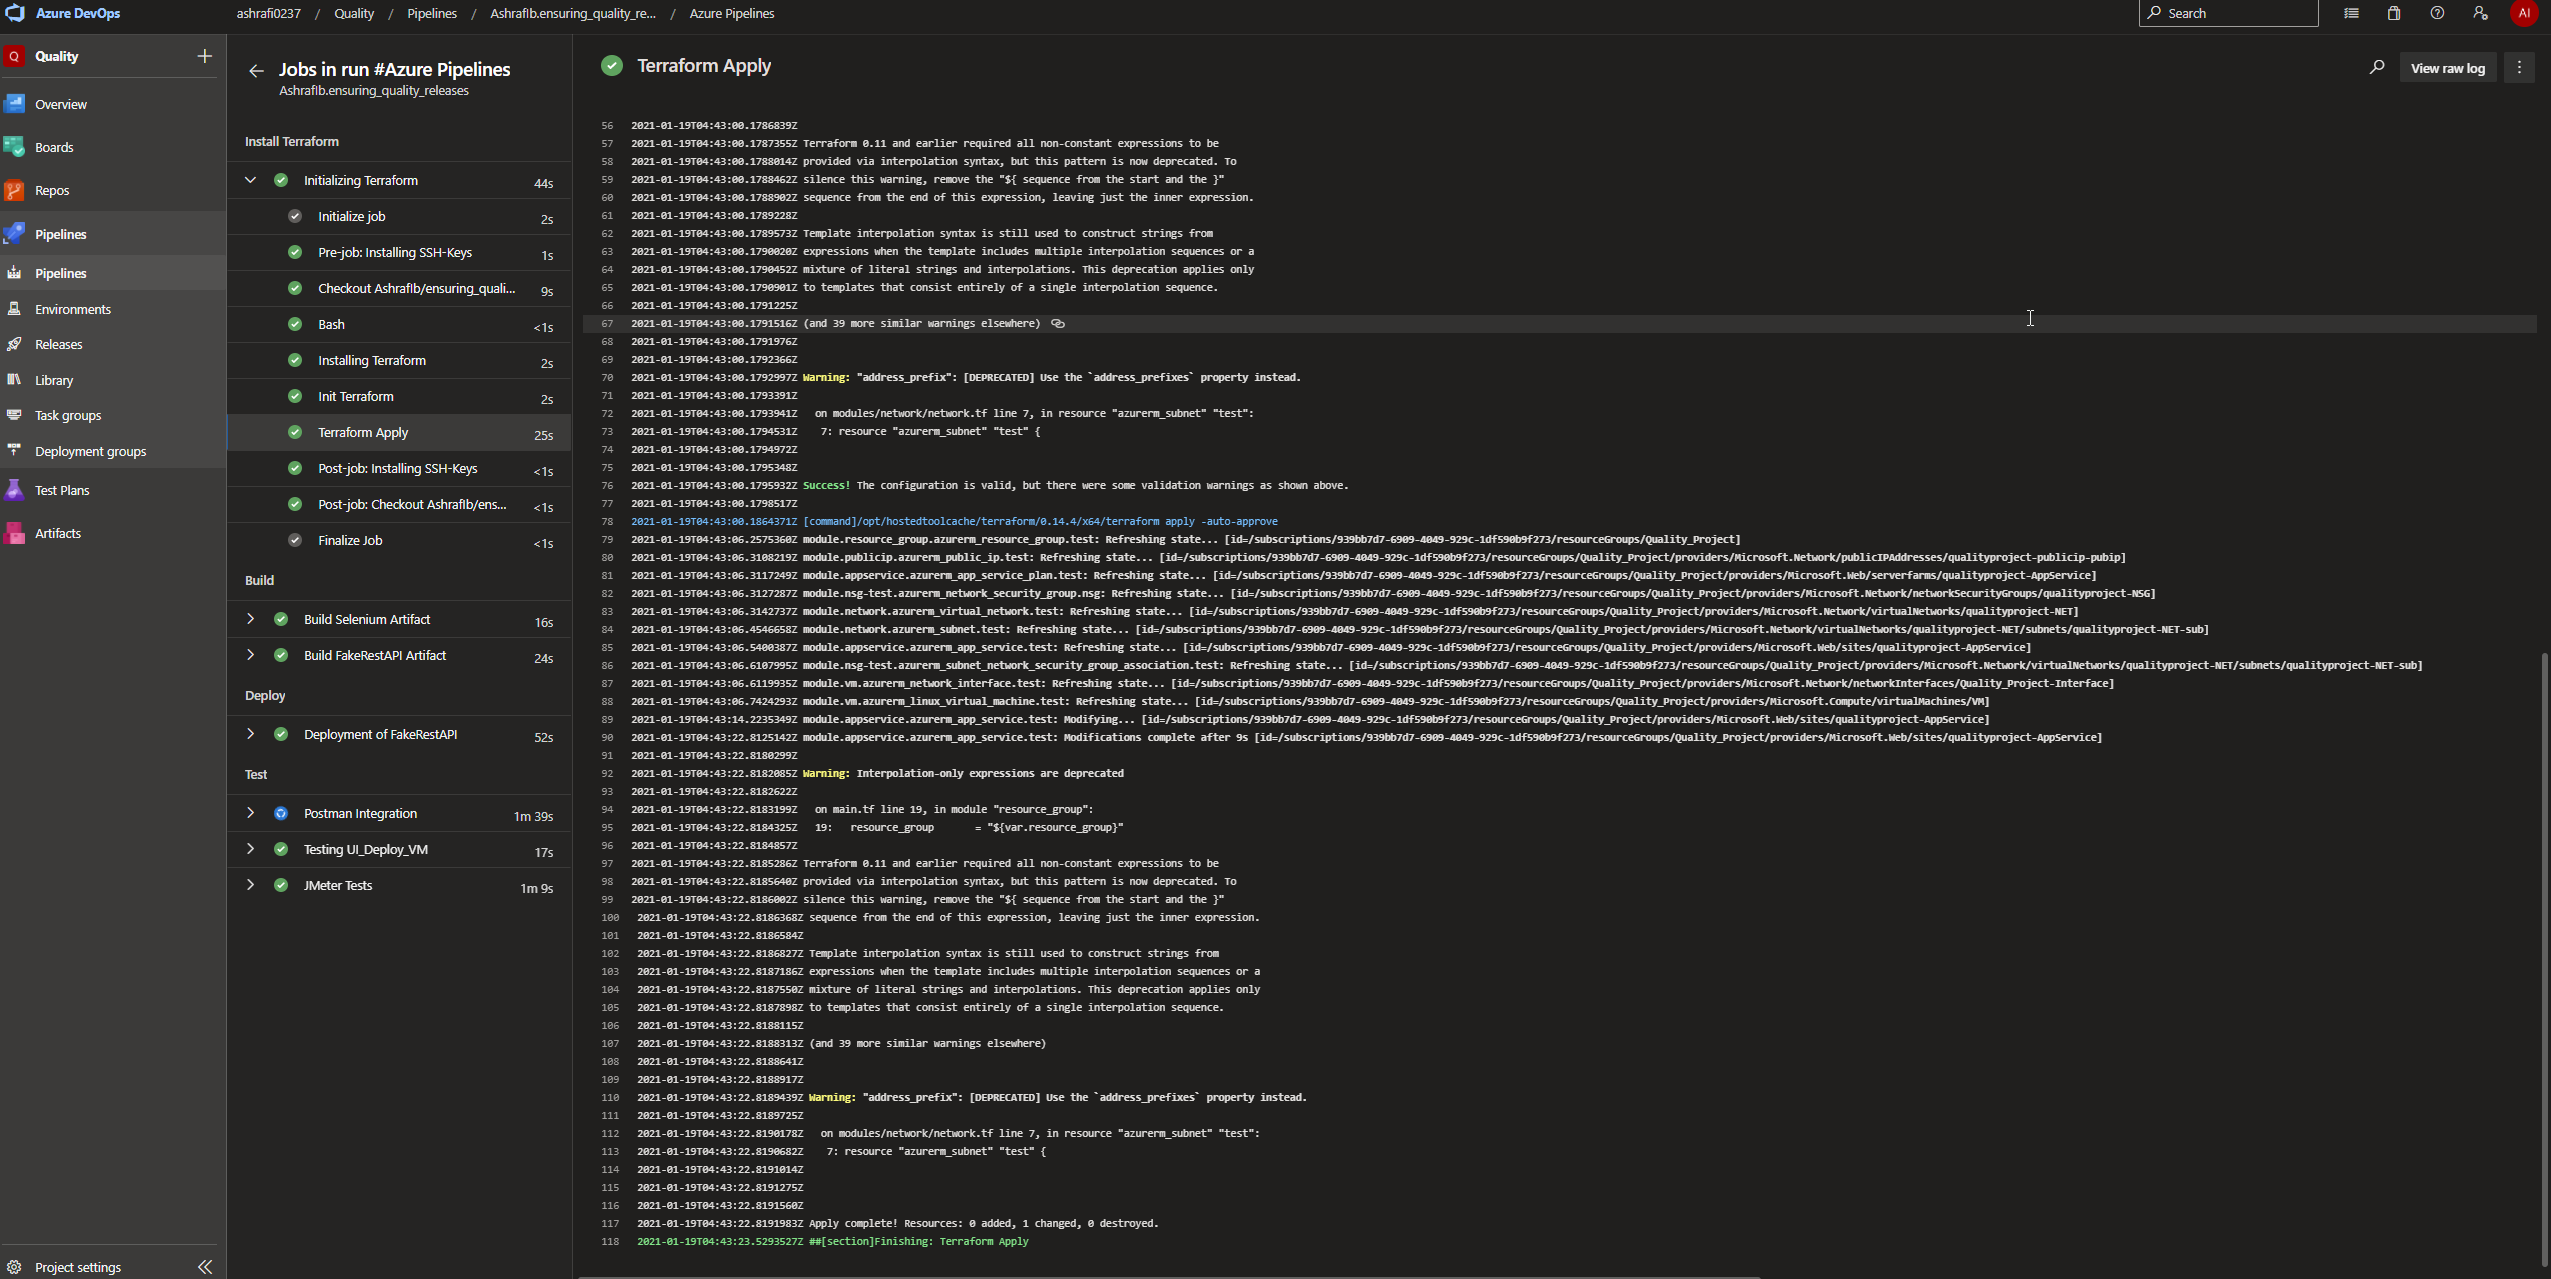 Azure DevOps
ashrafi0237 / Quality / Pipelines / AshrafIb.ensuring_quality_re... / Azure Pipelines
Search
AI
Q Quality
Overview
Boards
Repos
Pipelines
Pipelines
Environments
Releases
Library
Task groups
Deployment groups
Test Plans
Artifacts
Project settings
Jobs in run #Azure Pipelines
AshrafIb.ensuring_quality_releases
Install Terraform
Initializing Terraform 44s
Initialize job 2s
Pre-job: Installing SSH-Keys 1s
Checkout AshrafIb/ensuring_quali... 9s
Bash <1s
Installing Terraform 2s
Init Terraform 2s
Terraform Apply 25s
Post-job: Installing SSH-Keys <1s
Post-job: Checkout AshrafIb/ens... <1s
Finalize Job <1s
Build
Build Selenium Artifact 16s
Build FakeRestAPI Artifact 24s
Deploy
Deployment of FakeRestAPI 52s
Test
Postman Integration 1m 39s
Testing UI_Deploy_VM 17s
JMeter Tests 1m 9s
Terraform Apply
View raw log
56 2021-01-19T04:43:00.1786839Z
57 2021-01-19T04:43:00.1787355Z Terraform 0.11 and earlier required all non-constant expressions to be
58 2021-01-19T04:43:00.1788014Z provided via interpolation syntax, but this pattern is now deprecated. To
59 2021-01-19T04:43:00.1788462Z silence this warning, remove the "${ sequence from the start and the }"
60 2021-01-19T04:43:00.1788902Z sequence from the end of this expression, leaving just the inner expression.
61 2021-01-19T04:43:00.1789228Z
62 2021-01-19T04:43:00.1789573Z Template interpolation syntax is still used to construct strings from
63 2021-01-19T04:43:00.1790020Z expressions when the template includes multiple interpolation sequences or a
64 2021-01-19T04:43:00.1790452Z mixture of literal strings and interpolations. This deprecation applies only
65 2021-01-19T04:43:00.1790901Z to templates that consist entirely of a single interpolation sequence.
66 2021-01-19T04:43:00.1791225Z
67 2021-01-19T04:43:00.1791516Z (and 39 more similar warnings elsewhere)
68 2021-01-19T04:43:00.1791976Z
69 2021-01-19T04:43:00.1792366Z
70 2021-01-19T04:43:00.1792997Z Warning: "address_prefix": [DEPRECATED] Use the `address_prefixes` property instead.
71 2021-01-19T04:43:00.1793391Z
72 2021-01-19T04:43:00.1793941Z on modules/network/network.tf line 7, in resource "azurerm_subnet" "test":
73 2021-01-19T04:43:00.1794531Z 7: resource "azurerm_subnet" "test" {
74 2021-01-19T04:43:00.1794972Z
75 2021-01-19T04:43:00.1795348Z
76 2021-01-19T04:43:00.1795932Z Success! The configuration is valid, but there were some validation warnings as shown above.
77 2021-01-19T04:43:00.1798517Z
78 2021-01-19T04:43:00.1864371Z [command]/opt/hostedtoolcache/terraform/0.14.4/x64/terraform apply -auto-approve
79 2021-01-19T04:43:06.2575360Z module.resource_group.azurerm_resource_group.test: Refreshing state... [id=/subscriptions/939bb7d7-6909-4049-929c-1df590b9f273/resourceGroups/Quality_Project]
80 2021-01-19T04:43:06.3108219Z module.publicip.azurerm_public_ip.test: Refreshing state... [id=/subscriptions/939bb7d7-6909-4049-929c-1df590b9f273/resourceGroups/Quality_Project/providers/Microsoft.Network/publicIPAddresses/qualityproject-publicip-pubip]
81 2021-01-19T04:43:06.3117249Z module.appservice.azurerm_app_service_plan.test: Refreshing state... [id=/subscriptions/939bb7d7-6909-4049-929c-1df590b9f273/resourceGroups/Quality_Project/providers/Microsoft.Web/serverfarms/qualityproject-AppService]
82 2021-01-19T04:43:06.3127287Z module.nsg-test.azurerm_network_security_group.nsg: Refreshing state... [id=/subscriptions/939bb7d7-6909-4049-929c-1df590b9f273/resourceGroups/Quality_Project/providers/Microsoft.Network/networkSecurityGroups/qualityproject-NSG]
83 2021-01-19T04:43:06.3142737Z module.network.azurerm_virtual_network.test: Refreshing state... [id=/subscriptions/939bb7d7-6909-4049-929c-1df590b9f273/resourceGroups/Quality_Project/providers/Microsoft.Network/virtualNetworks/qualityproject-NET]
84 2021-01-19T04:43:06.4546658Z module.network.azurerm_subnet.test: Refreshing state... [id=/subscriptions/939bb7d7-6909-4049-929c-1df590b9f273/resourceGroups/Quality_Project/providers/Microsoft.Network/virtualNetworks/qualityproject-NET/subnets/qualityproject-NET-sub]
85 2021-01-19T04:43:06.5400387Z module.appservice.azurerm_app_service.test: Refreshing state... [id=/subscriptions/939bb7d7-6909-4049-929c-1df590b9f273/resourceGroups/Quality_Project/providers/Microsoft.Web/sites/qualityproject-AppService]
86 2021-01-19T04:43:06.6107995Z module.nsg-test.azurerm_subnet_network_security_group_association.test: Refreshing state... [id=/subscriptions/939bb7d7-6909-4049-929c-1df590b9f273/resourceGroups/Quality_Project/providers/Microsoft.Network/virtualNetworks/qualityproject-NET/subnets/qualityproject-NET-sub]
87 2021-01-19T04:43:06.6119935Z module.vm.azurerm_network_interface.test: Refreshing state... [id=/subscriptions/939bb7d7-6909-4049-929c-1df590b9f273/resourceGroups/Quality_Project/providers/Microsoft.Network/networkInterfaces/Quality_Project-Interface]
88 2021-01-19T04:43:06.7424293Z module.vm.azurerm_linux_virtual_machine.test: Refreshing state... [id=/subscriptions/939bb7d7-6909-4049-929c-1df590b9f273/resourceGroups/Quality_Project/providers/Microsoft.Compute/virtualMachines/VM]
89 2021-01-19T04:43:14.2235349Z module.appservice.azurerm_app_service.test: Modifying... [id=/subscriptions/939bb7d7-6909-4049-929c-1df590b9f273/resourceGroups/Quality_Project/providers/Microsoft.Web/sites/qualityproject-AppService]
90 2021-01-19T04:43:22.8125142Z module.appservice.azurerm_app_service.test: Modifications complete after 9s [id=/subscriptions/939bb7d7-6909-4049-929c-1df590b9f273/resourceGroups/Quality_Project/providers/Microsoft.Web/sites/qualityproject-AppService]
91 2021-01-19T04:43:22.8180299Z
92 2021-01-19T04:43:22.8182085Z Warning: Interpolation-only expressions are deprecated
93 2021-01-19T04:43:22.8182622Z
94 2021-01-19T04:43:22.8183199Z on main.tf line 19, in module "resource_group":
95 2021-01-19T04:43:22.8184325Z 19: resource_group = "${var.resource_group}"
96 2021-01-19T04:43:22.8184857Z
97 2021-01-19T04:43:22.8185286Z Terraform 0.11 and earlier required all non-constant expressions to be
98 2021-01-19T04:43:22.8185640Z provided via interpolation syntax, but this pattern is now deprecated. To
99 2021-01-19T04:43:22.8186002Z silence this warning, remove the "${ sequence from the start and the }"
100 2021-01-19T04:43:22.8186368Z sequence from the end of this expression, leaving just the inner expression.
101 2021-01-19T04:43:22.8186584Z
102 2021-01-19T04:43:22.8186827Z Template interpolation syntax is still used to construct strings from
103 2021-01-19T04:43:22.8187186Z expressions when the template includes multiple interpolation sequences or a
104 2021-01-19T04:43:22.8187550Z mixture of literal strings and interpolations. This deprecation applies only
105 2021-01-19T04:43:22.8187898Z to templates that consist entirely of a single interpolation sequence.
106 2021-01-19T04:43:22.8188115Z
107 2021-01-19T04:43:22.8188313Z (and 39 more similar warnings elsewhere)
108 2021-01-19T04:43:22.8188641Z
109 2021-01-19T04:43:22.8188917Z
110 2021-01-19T04:43:22.8189439Z Warning: "address_prefix": [DEPRECATED] Use the `address_prefixes` property instead.
111 2021-01-19T04:43:22.8189725Z
112 2021-01-19T04:43:22.8190178Z on modules/network/network.tf line 7, in resource "azurerm_subnet" "test":
113 2021-01-19T04:43:22.8190682Z 7: resource "azurerm_subnet" "test" {
114 2021-01-19T04:43:22.8191014Z
115 2021-01-19T04:43:22.8191275Z
116 2021-01-19T04:43:22.8191560Z
117 2021-01-19T04:43:22.8191983Z Apply complete! Resources: 0 added, 1 changed, 0 destroyed.
118 2021-01-19T04:43:23.5293527Z ##[section]Finishing: Terraform Apply